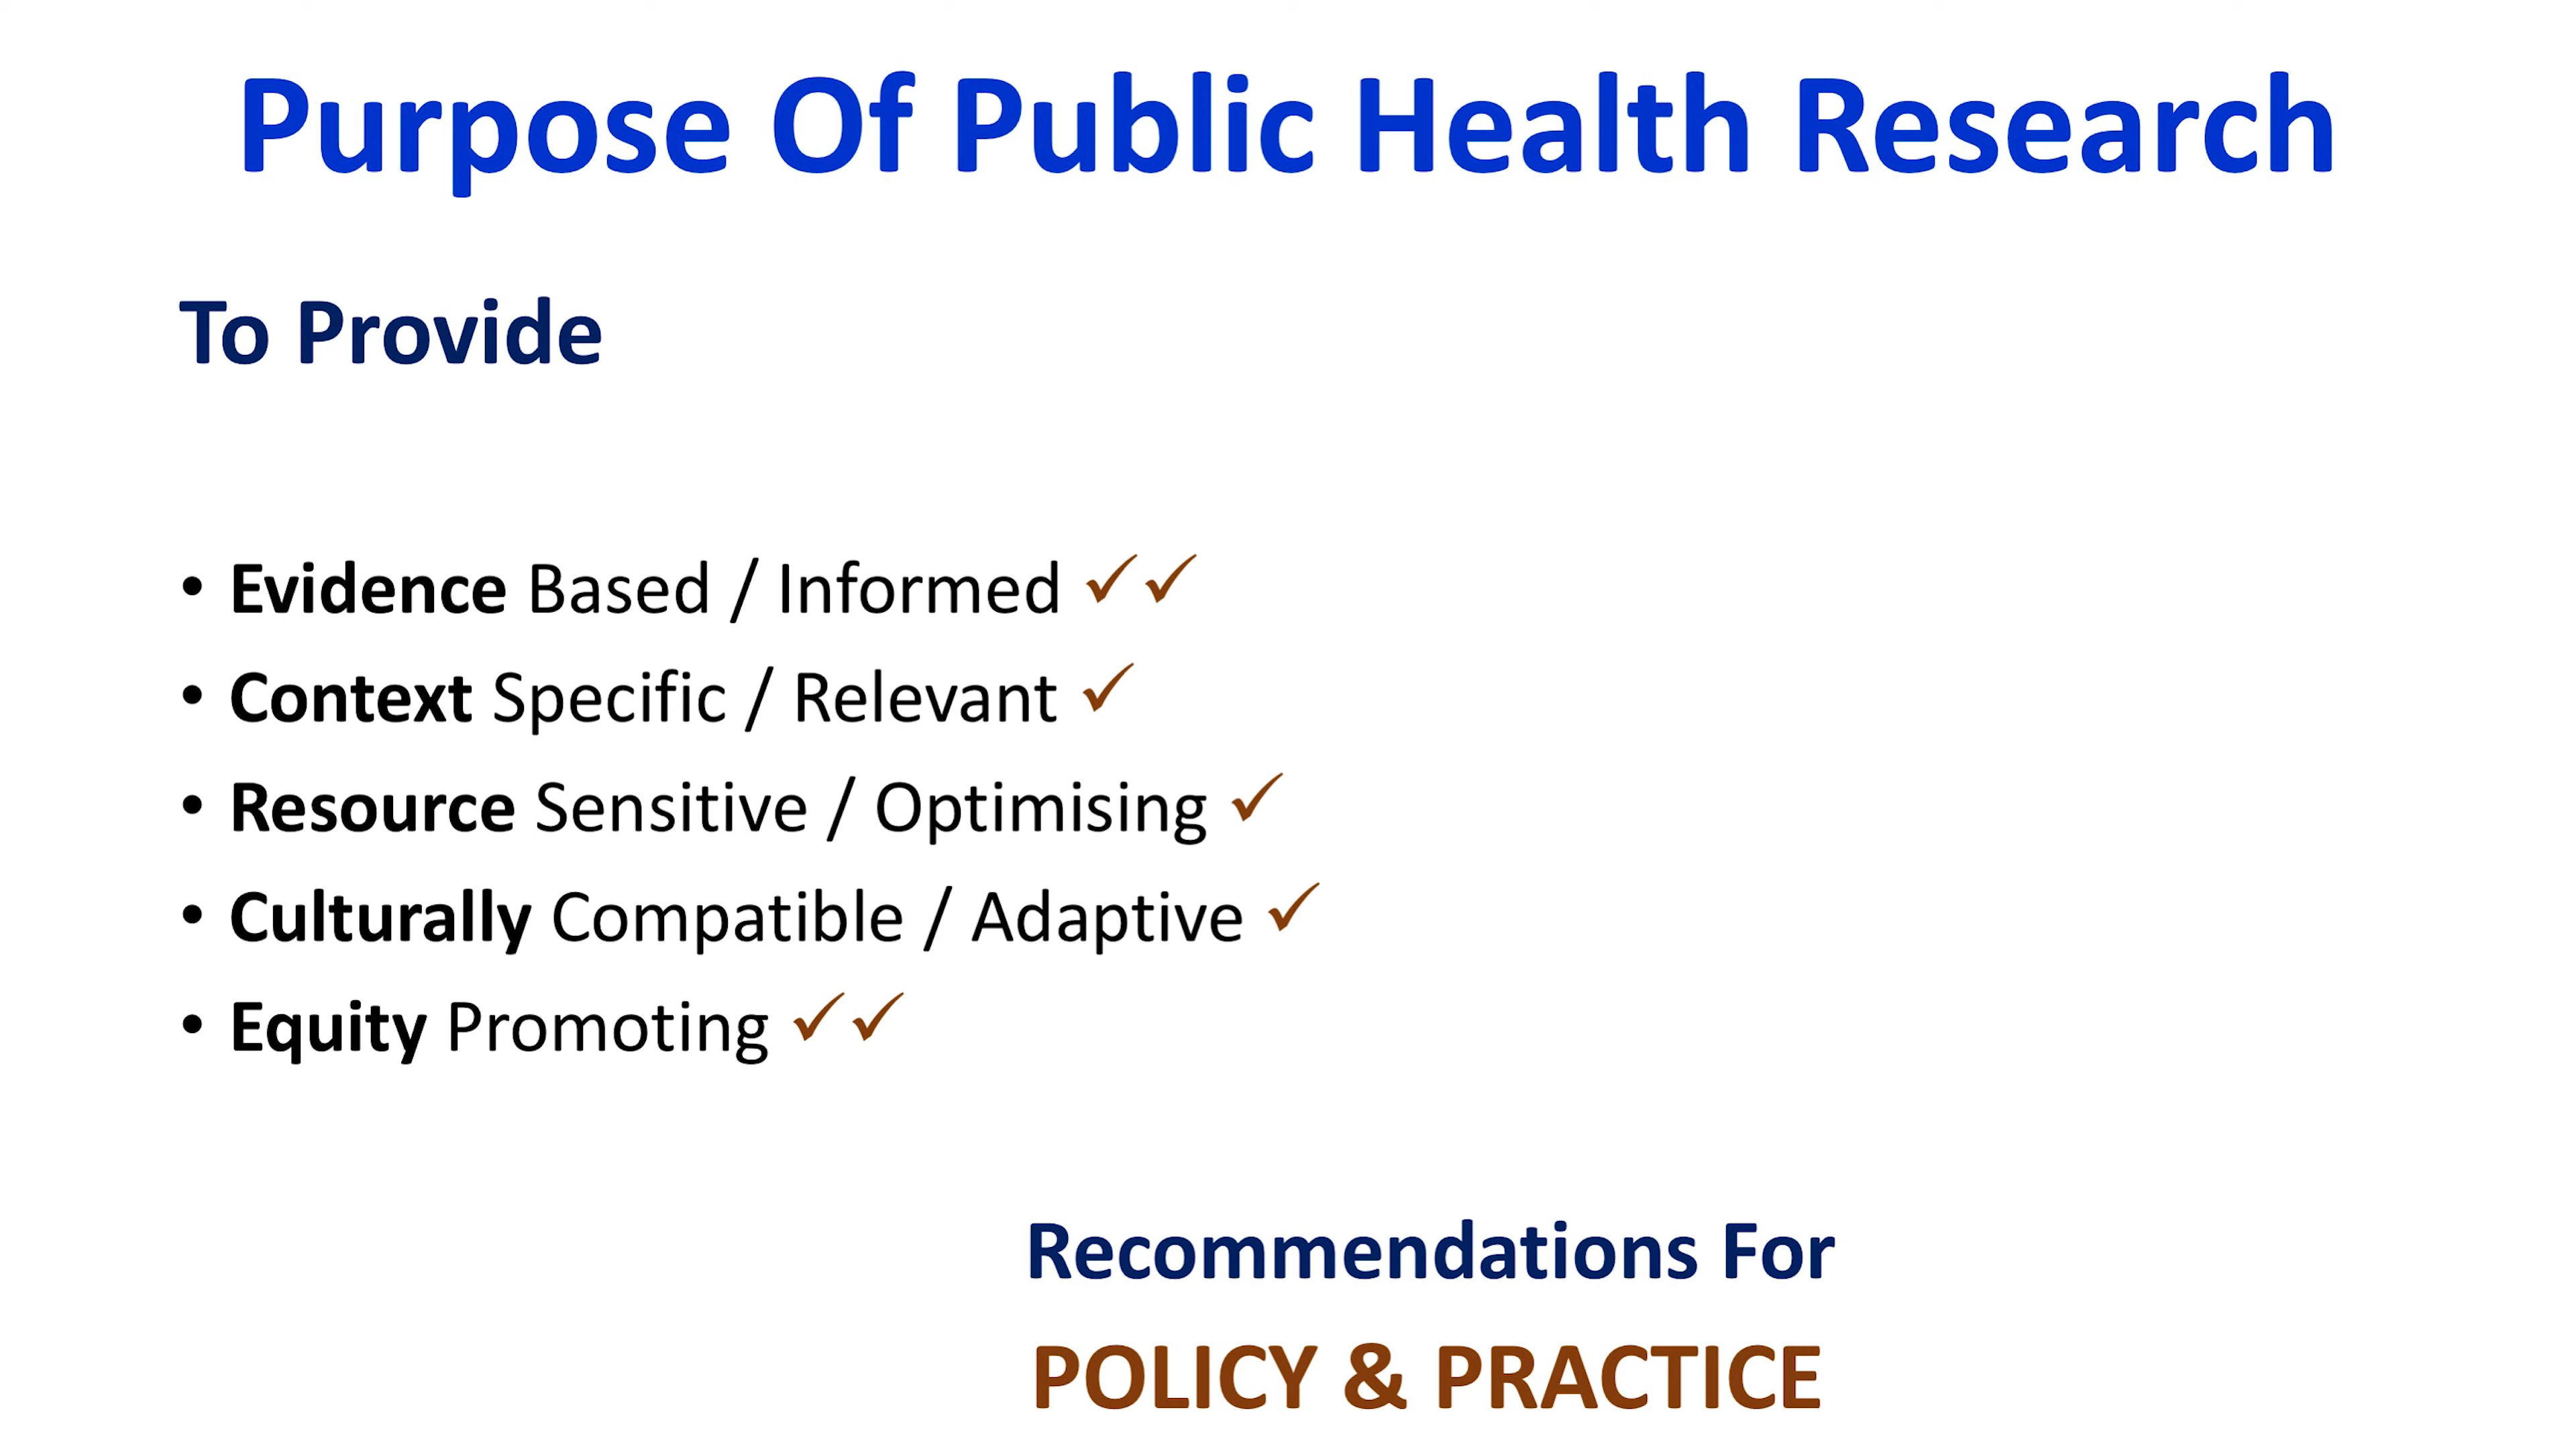 Purpose Of Public Health Research
To Provide
• Evidence Based / Informed ✓✓
• Context Specific / Relevant ✓
• Resource Sensitive / Optimising ✓
• Culturally Compatible / Adaptive ✓
• Equity Promoting ✓✓
Recommendations For
POLICY & PRACTICE